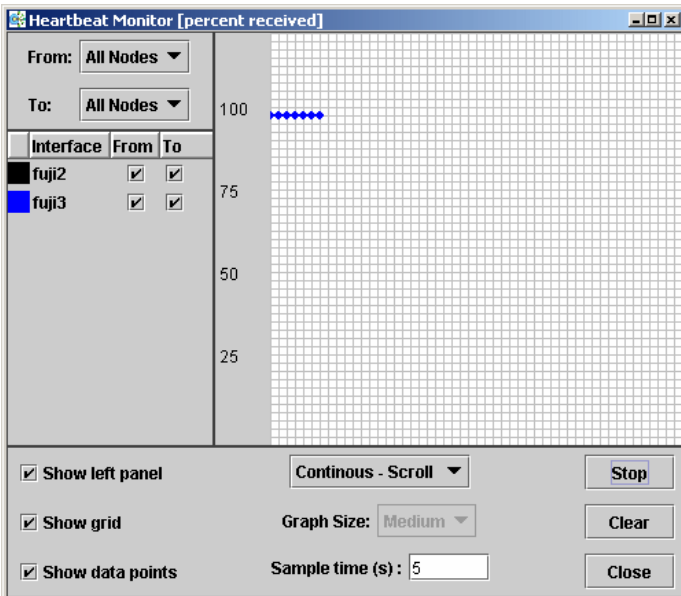 Heartbeat Monitor [percent received]
From: All Nodes
To: All Nodes
Interface From To
fuji2
fuji3
100
75
50
25
Show left panel
Continous - Scroll
Stop
Show grid
Graph Size: Medium
Clear
Show data points
Sample time (s) : 5
Close